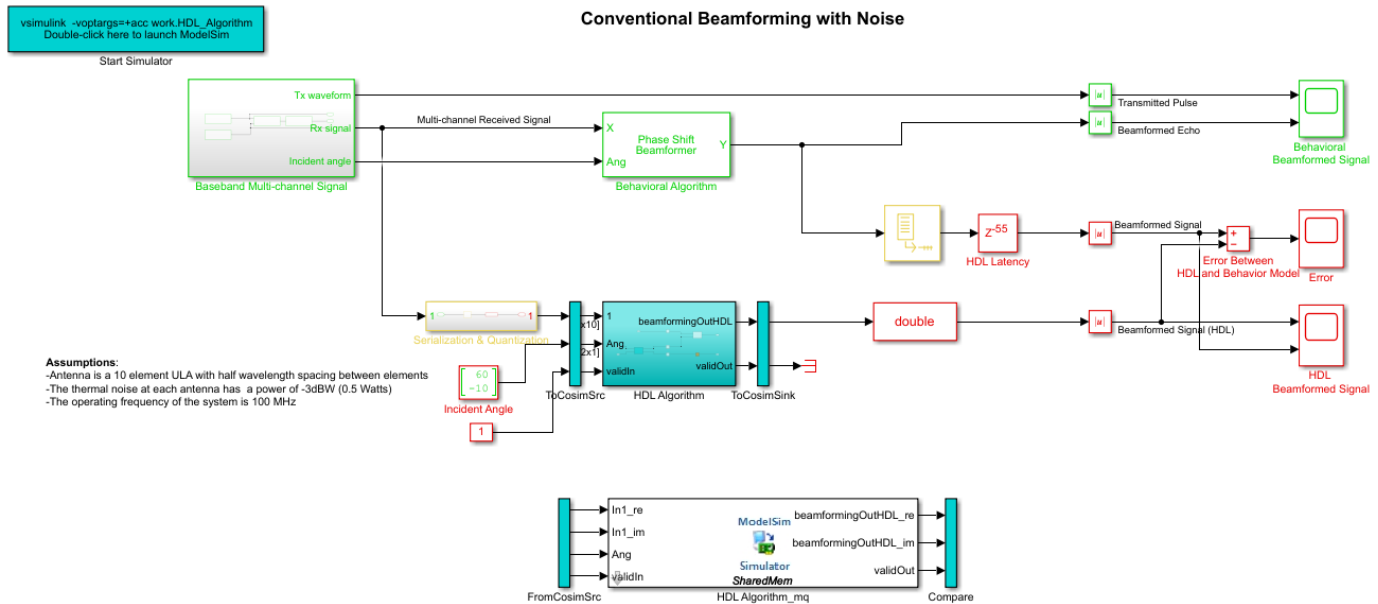 Conventional Beamforming with Noise
vsimulink -voptargs=+acc work.HDL_Algorithm
Double-click here to launch ModelSim
Start Simulator
Tx waveform
Rx signal
Incident angle
Baseband Multi-channel Signal
Multi-channel Received Signal
X
Ang
Phase Shift
Beamformer
Y
Behavioral Algorithm
|u|
Transmitted Pulse
|u|
Beamformed Echo
Behavioral
Beamformed Signal
z-55
HDL Latency
|u|
Beamformed Signal
+
−
Error Between
HDL and Behavior Model
Error
1
1
Serialization & Quantization
x10]
2x1]
ToCosimSrc
1
Ang
validIn
beamformingOutHDL
validOut
HDL Algorithm
ToCosimSink
double
|u|
Beamformed Signal (HDL)
HDL
Beamformed Signal
60
-10
Incident Angle
1
Assumptions:
-Antenna is a 10 element ULA with half wavelength spacing between elements
-The thermal noise at each antenna has a power of -3dBW (0.5 Watts)
-The operating frequency of the system is 100 MHz
FromCosimSrc
In1_re
In1_im
Ang
validIn
ModelSim
Simulator
SharedMem
beamformingOutHDL_re
beamformingOutHDL_im
validOut
HDL Algorithm_mq
Compare